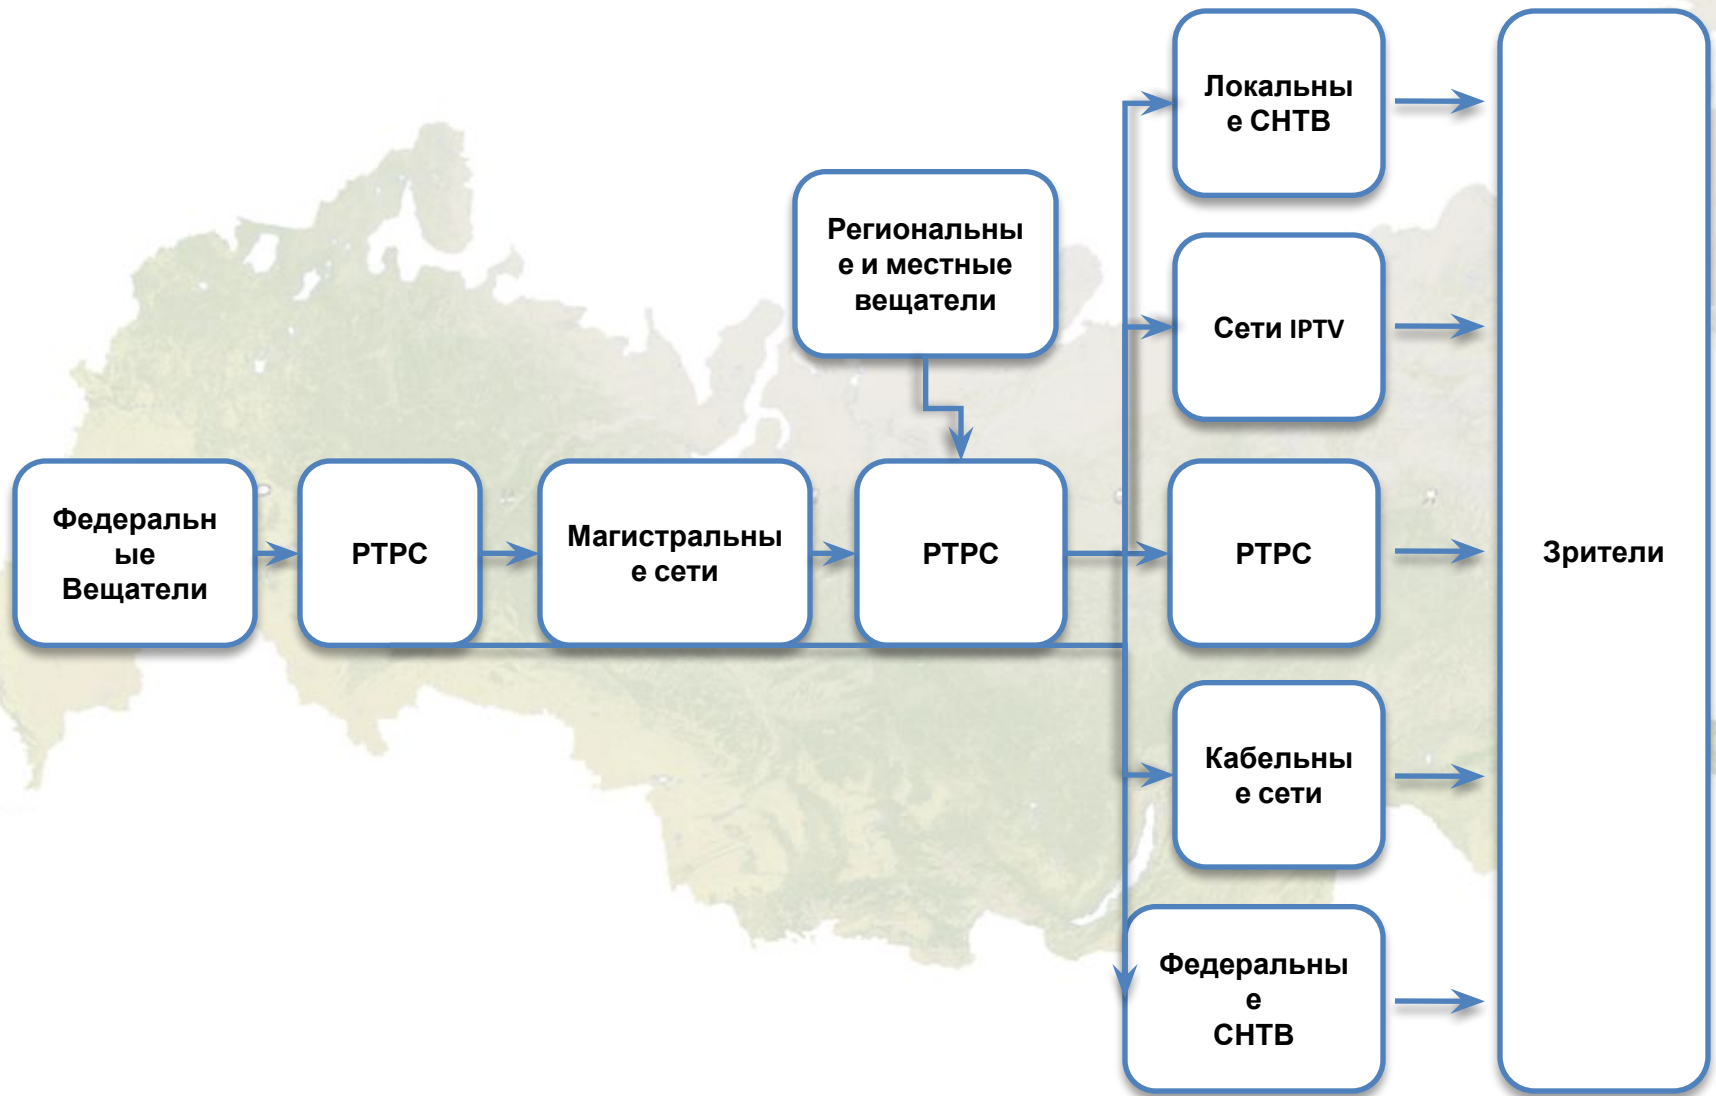 Локальны
е СНТВ
Региональны
е и местные
вещатели
Сети IPTV
Федеральн
ые
Вещатели
РТРС
Магистральны
е сети
РТРС
РТРС
Зрители
Кабельны
е сети
Федеральны
е
СНТВ